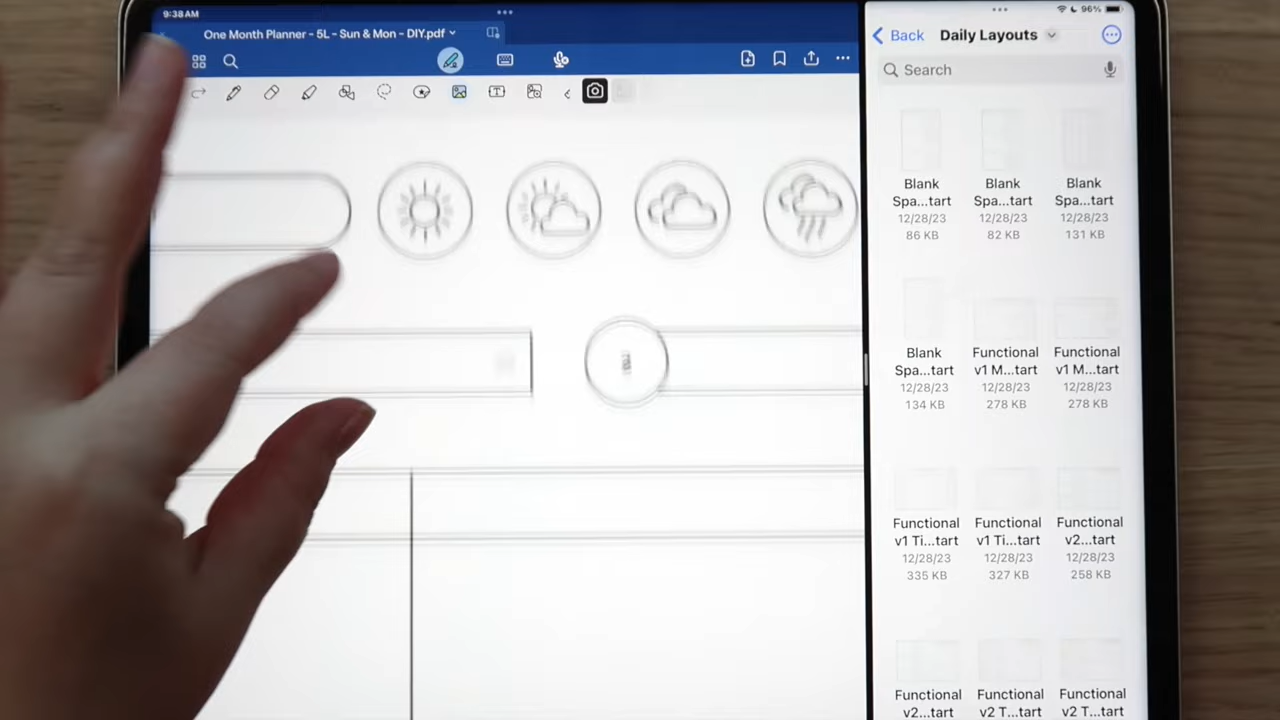 9:38 AM
One Month Planner - 5L - Sun & Mon - DIY.pdf
96%
Back
Daily Layouts
Search
Blank Spa...tart
12/28/23
86 KB
Blank Spa...tart
12/28/23
82 KB
Blank Spa...tart
12/28/23
131 KB
Blank Spa...tart
12/28/23
134 KB
Functional v1 M...tart
12/28/23
278 KB
Functional v1 M...tart
12/28/23
278 KB
Functional v1 Ti...tart
12/28/23
335 KB
Functional v1 Ti...tart
12/28/23
327 KB
Functional v2...tart
12/28/23
258 KB
Functional v2...tart
Functional v2 T...tart
Functional v2 T...tart